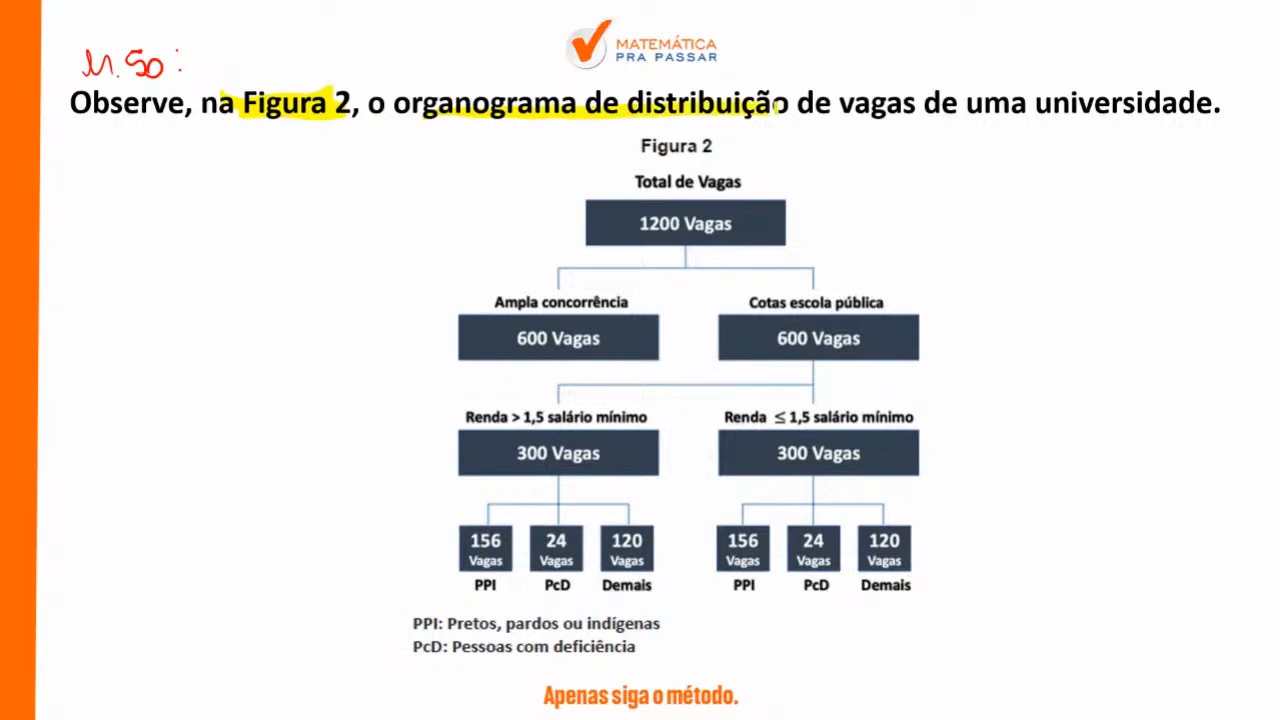 MATEMÁTICA
PRA PASSAR
M.So:
Observe, na Figura 2, o organograma de distribuição de vagas de uma universidade.
Figura 2
Total de Vagas
1200 Vagas
Ampla concorrência
Cotas escola pública
600 Vagas
600 Vagas
Renda > 1,5 salário mínimo
Renda ≤ 1,5 salário mínimo
300 Vagas
300 Vagas
156 24 120 156 24 120
Vagas Vagas Vagas Vagas Vagas Vagas
PPI PcD Demais PPI PcD Demais
PPI: Pretos, pardos ou indígenas
PcD: Pessoas com deficiência
Apenas siga o método.